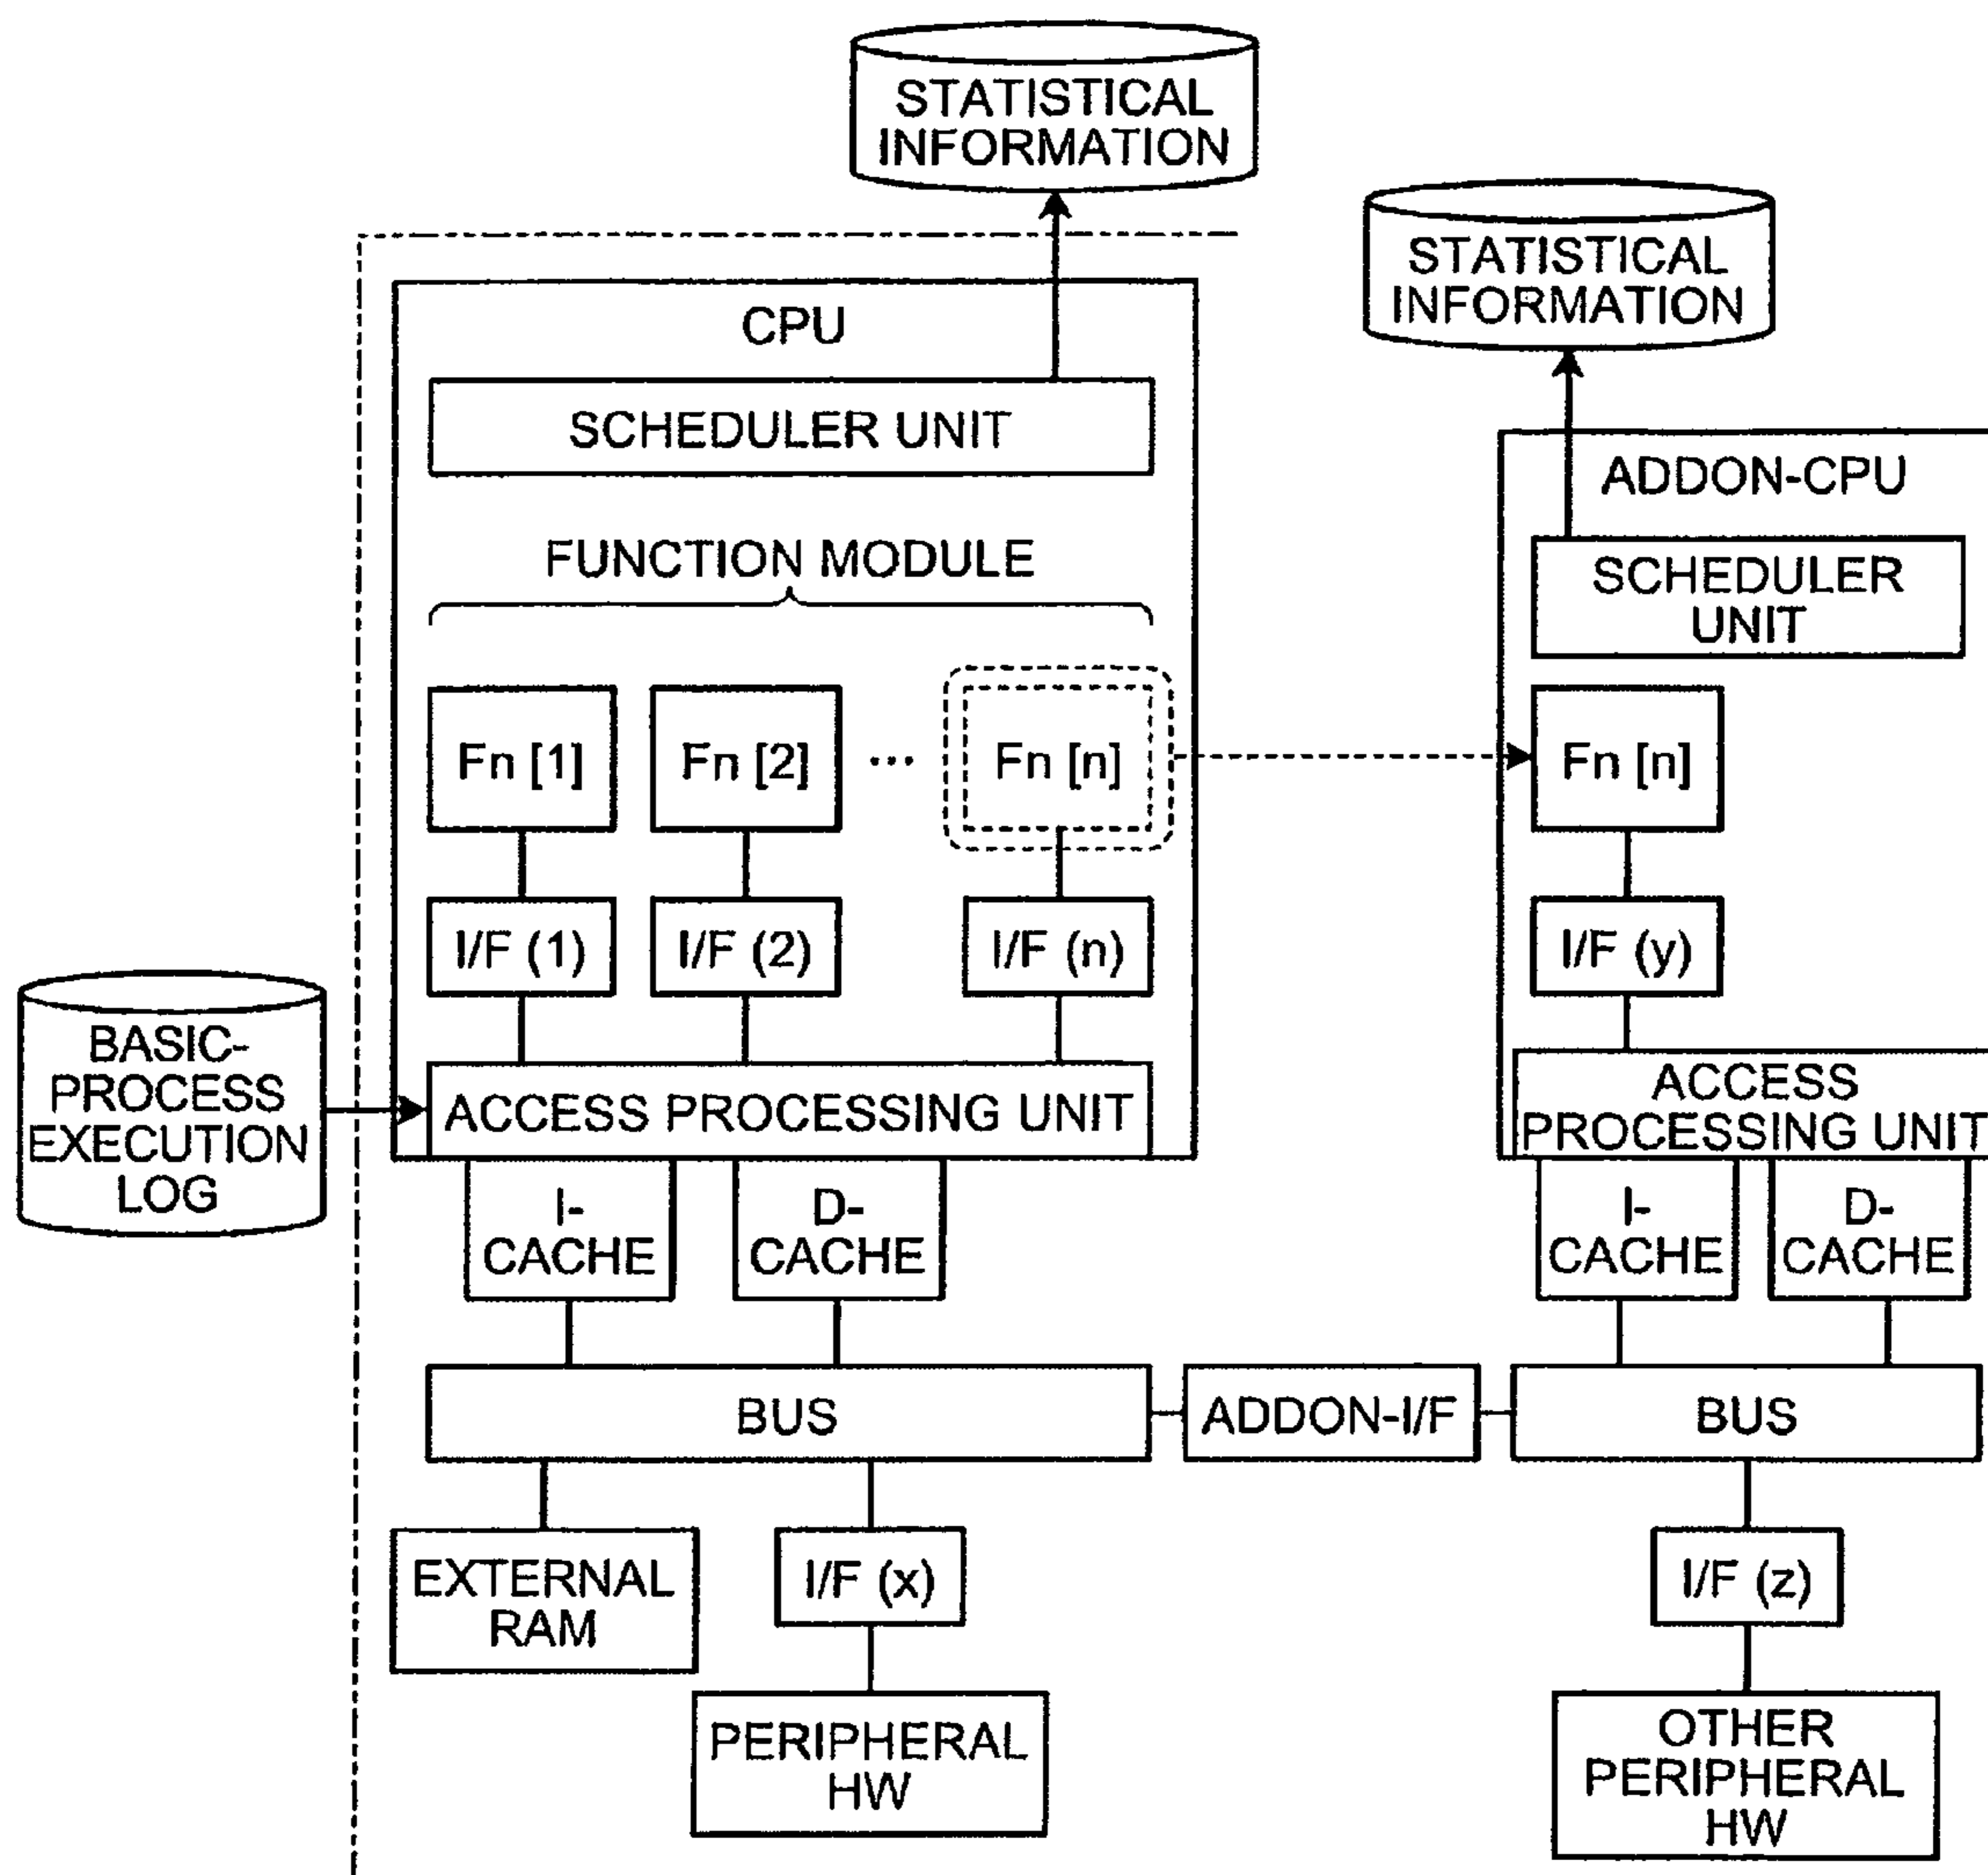 STATISTICAL
INFORMATION
STATISTICAL
INFORMATION
CPU
SCHEDULER UNIT
ADDON-CPU
SCHEDULER
UNIT
FUNCTION MODULE
Fn [1]
Fn [2]
...
Fn [n]
Fn [n]
I/F (1)
I/F (2)
I/F (n)
I/F (y)
BASIC-
PROCESS
EXECUTION
LOG
ACCESS PROCESSING UNIT
ACCESS
PROCESSING UNIT
I-
CACHE
D-
CACHE
I-
CACHE
D-
CACHE
BUS
ADDON-I/F
BUS
EXTERNAL
RAM
I/F (x)
I/F (z)
PERIPHERAL
HW
OTHER
PERIPHERAL
HW